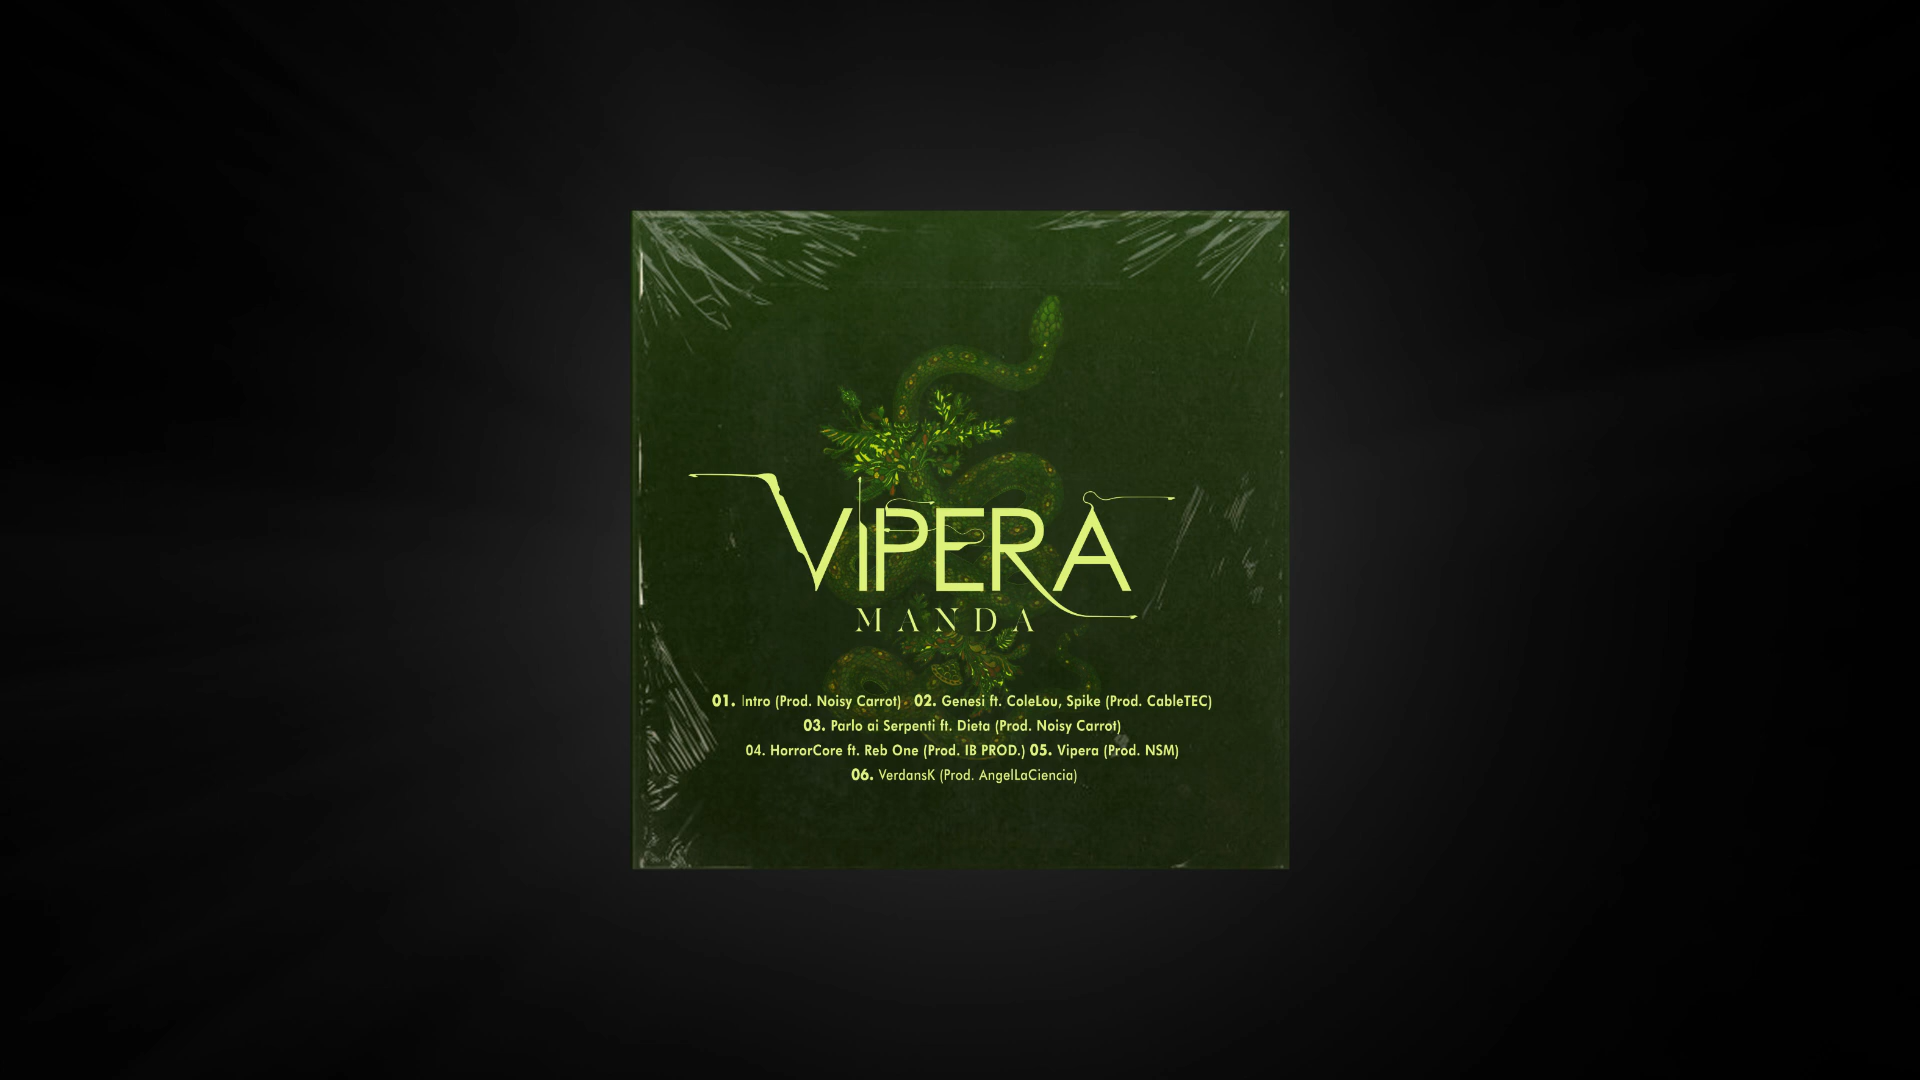 VIPERA
MANDA
01. Intro (Prod. Noisy Carrot) 02. Genesi ft. ColeLou, Spike (Prod. CableTEC)
03. Parlo ai Serpenti ft. Dieta (Prod. Noisy Carrot)
04. HorrorCore ft. Reb One (Prod. IB PROD.) 05. Vipera (Prod. NSM)
06. VerdansK (Prod. AngelLaCiencia)